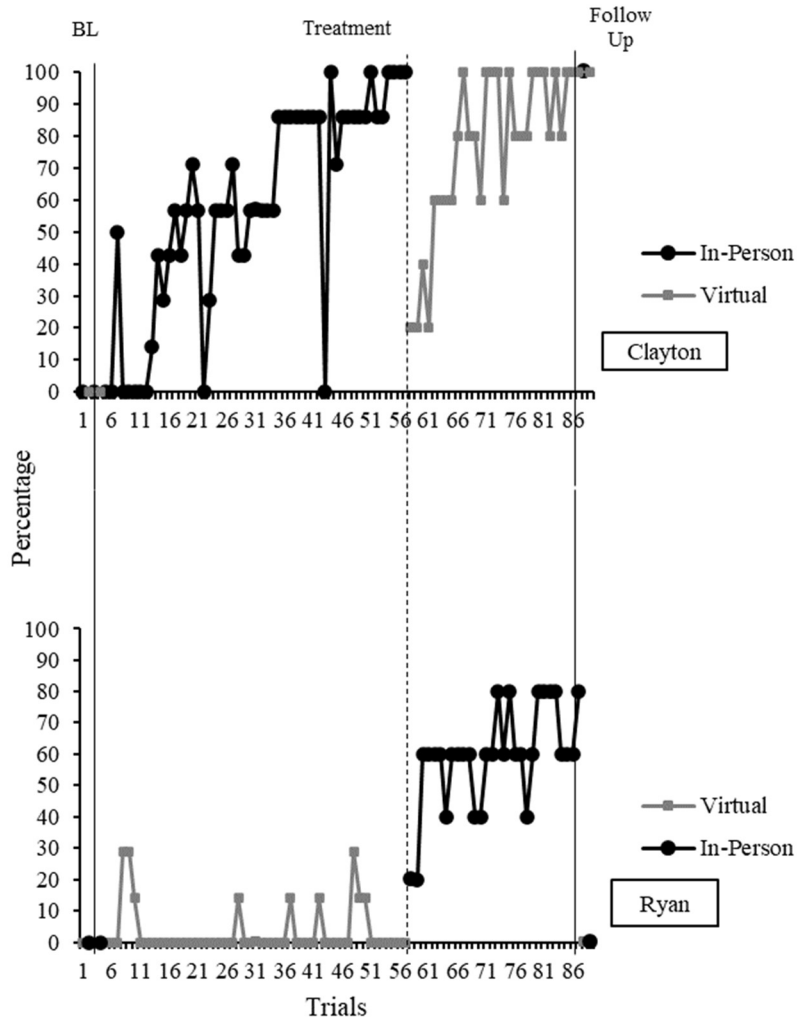 BL
Treatment
Follow
Up
100
90
80
70
60
50
40
30
20
10
0
1 6 11 16 21 26 31 36 41 46 51 56 61 66 71 76 81 86
In-Person
Virtual
Clayton
Percentage
100
90
80
70
60
50
40
30
20
10
0
1 6 11 16 21 26 31 36 41 46 51 56 61 66 71 76 81 86
Virtual
In-Person
Ryan
Trials